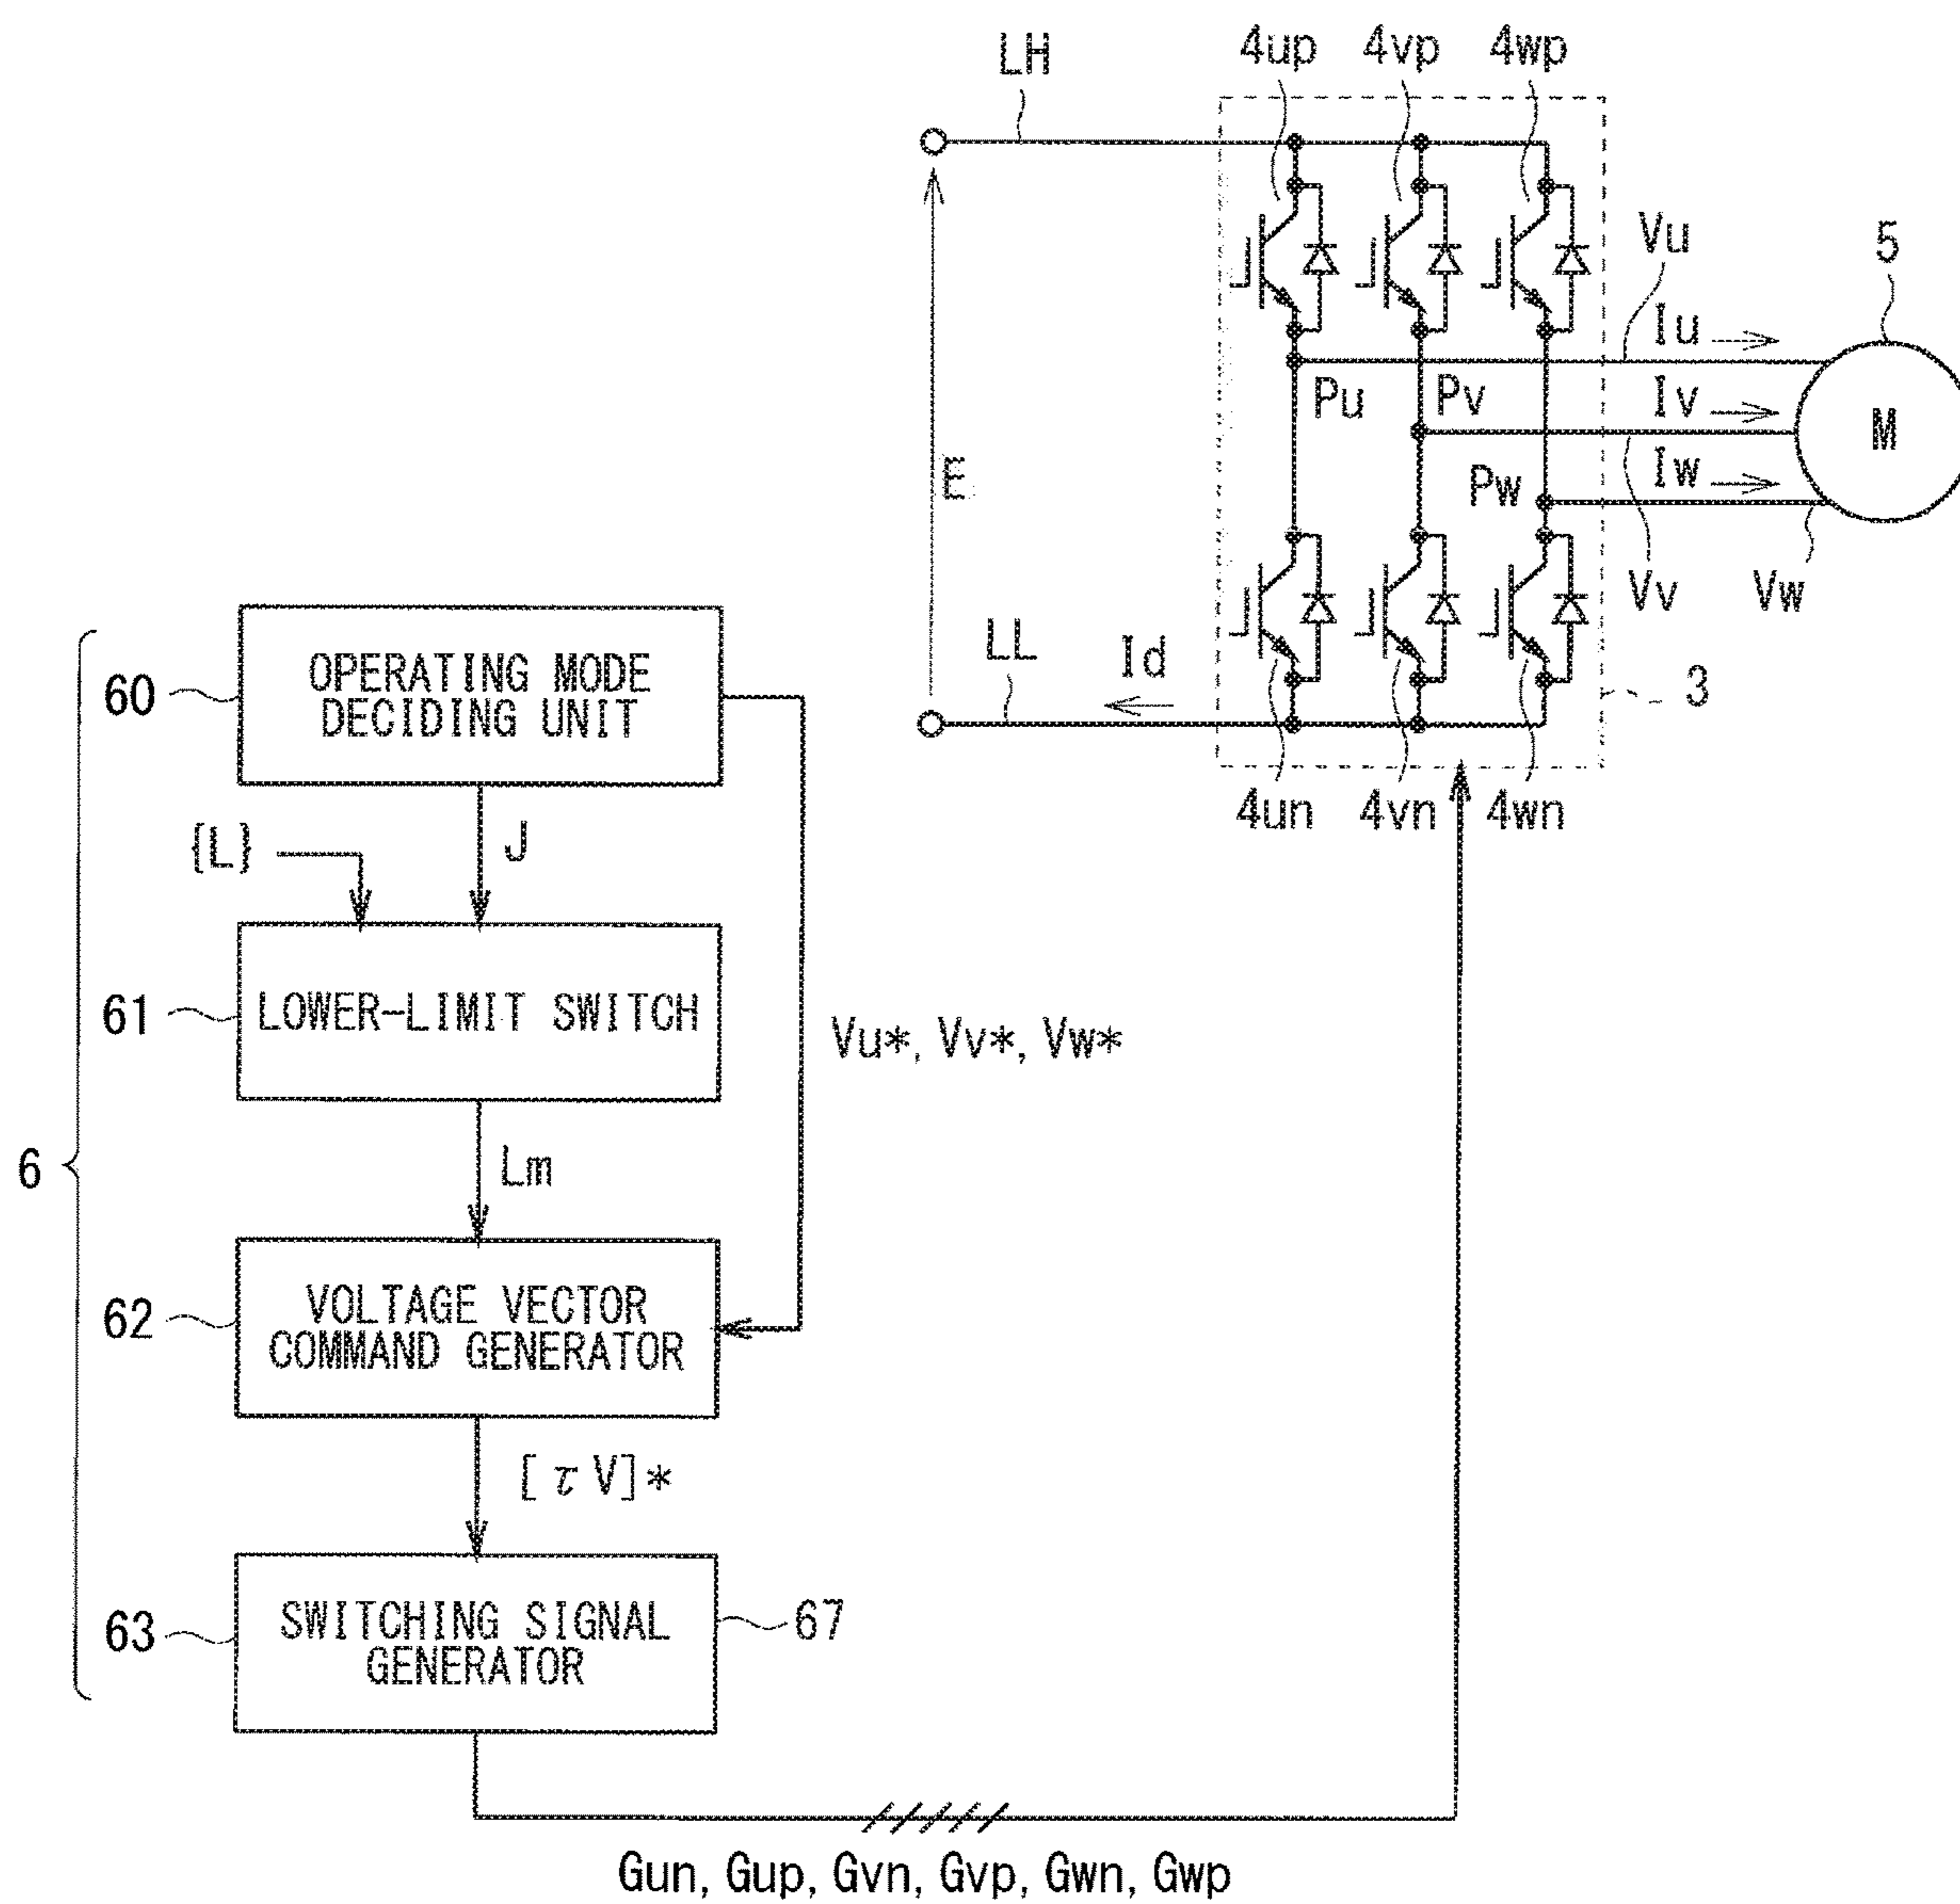 4up 4vp 4wp
LH
Vu
5
Iu
Pu Pv Iv
M
E
Pw Iw
Vv Vw
LL Id
3
4un 4vn 4wn
6
60
OPERATING MODE
DECIDING UNIT
{L}
J
61
LOWER-LIMIT SWITCH
Vu*, Vv*, Vw*
Lm
62
VOLTAGE VECTOR
COMMAND GENERATOR
[τV]*
63
SWITCHING SIGNAL
GENERATOR
67
Gun, Gup, Gvn, Gvp, Gwn, Gwp